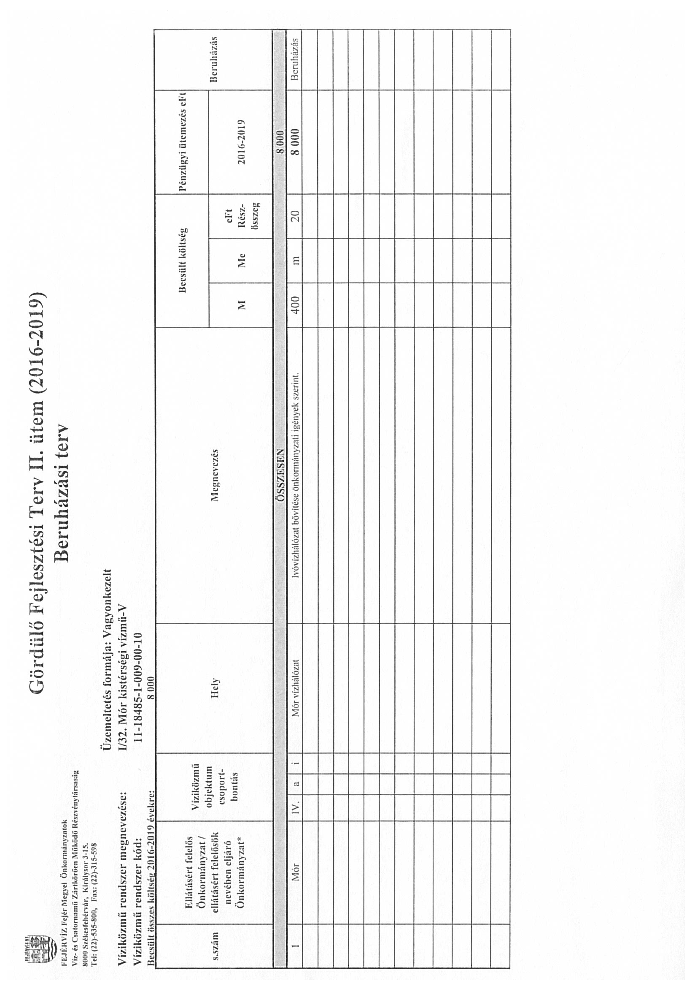 FEJÉRVÍZ
FEJÉRVÍZ Fejér Megyei Önkormányzatok
Víz- és Csatornamű Zártkörűen Működő Részvénytársaság
8000 Székesfehérvár, Királysor 3-15.
Tel: (22)-535-800, Fax: (22)-315-598
Gördülő Fejlesztési Terv II. ütem (2016-2019)
Beruházási terv
Üzemeltetés formája: Vagyonkezelt
Víziközmű rendszer megnevezése: I/32. Mór kistérségi vízmű-V
Víziközmű rendszer kód: 11-18485-1-009-00-10
Becsült összes költség 2016-2019 évekre: 8 000
s.szám
Ellátásért felelős
Önkormányzat /
ellátásért felelősök
nevében eljáró
Önkormányzat*
Víziközmű
objektum
csoport-
bontás
Hely
Megnevezés
Becsült költség
M
Me
eFt
Rész-
összeg
Pénzügyi ütemezés eFt
2016-2019
Beruházás
ÖSSZESEN 8 000
1 Mór IV. a i Mór vízhálózat Ivóvízhálózat bővítése önkormányzati igények szerint. 400 m 20 8 000 Beruházás